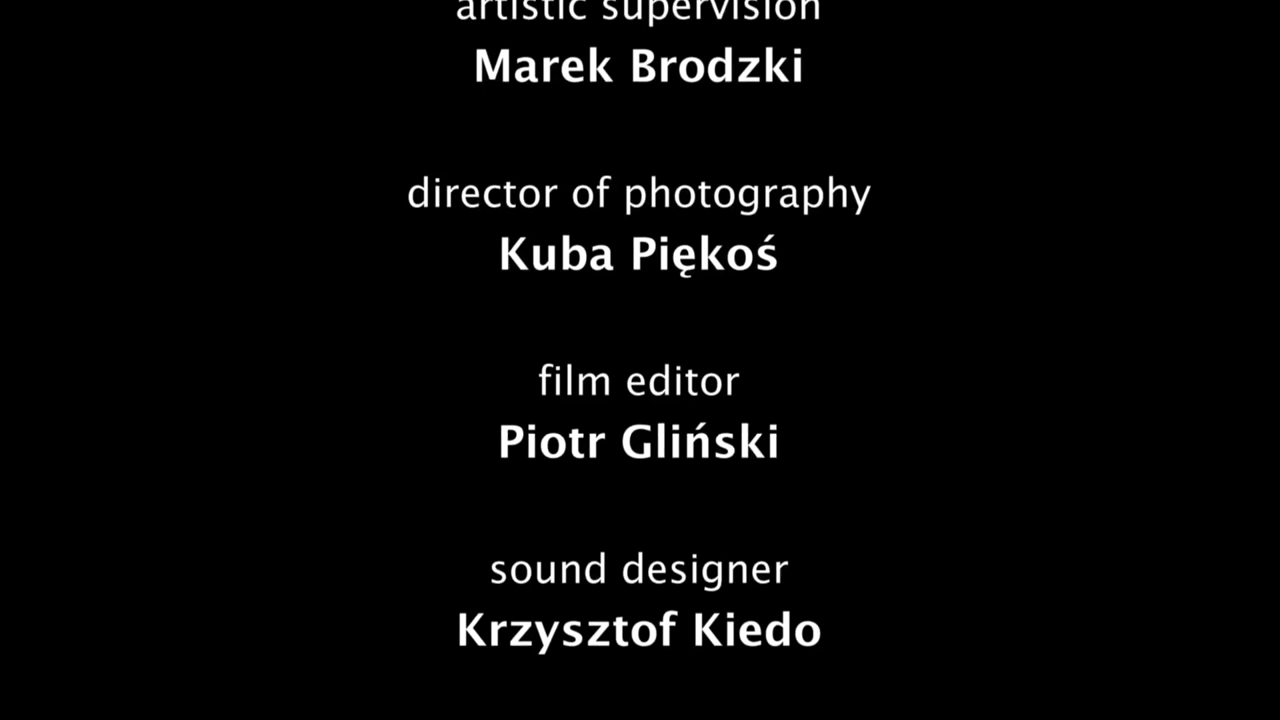 artistic supervision
Marek Brodzki
director of photography
Kuba Piękoś
film editor
Piotr Gliński
sound designer
Krzysztof Kiedo